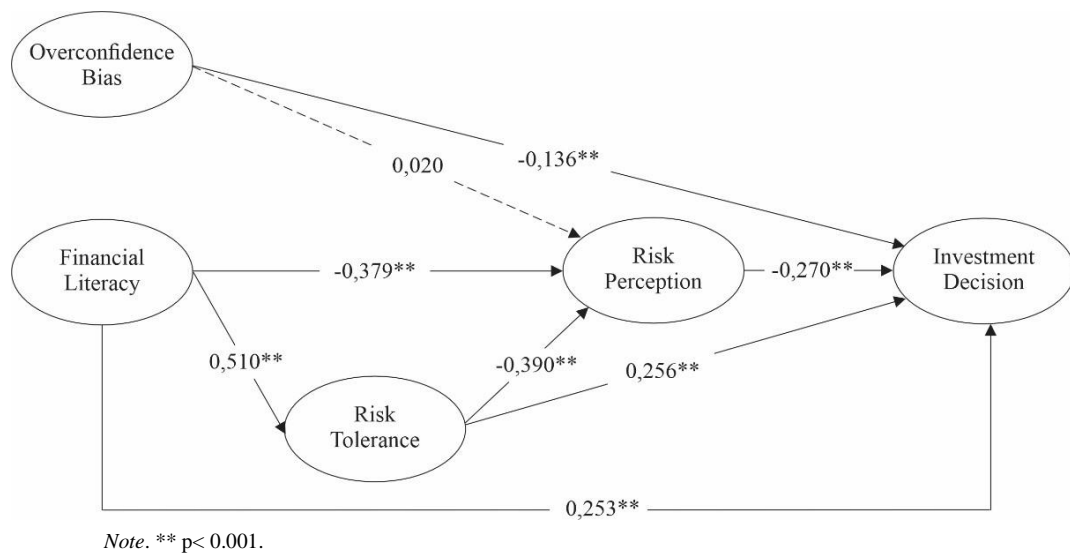 Overconfidence
Bias
-0,136**
0,020
Financial
Literacy
-0,379**
Risk
Perception
-0,270**
Investment
Decision
0,510**
-0,390**
0,256**
Risk
Tolerance
0,253**
Note. ** p< 0.001.